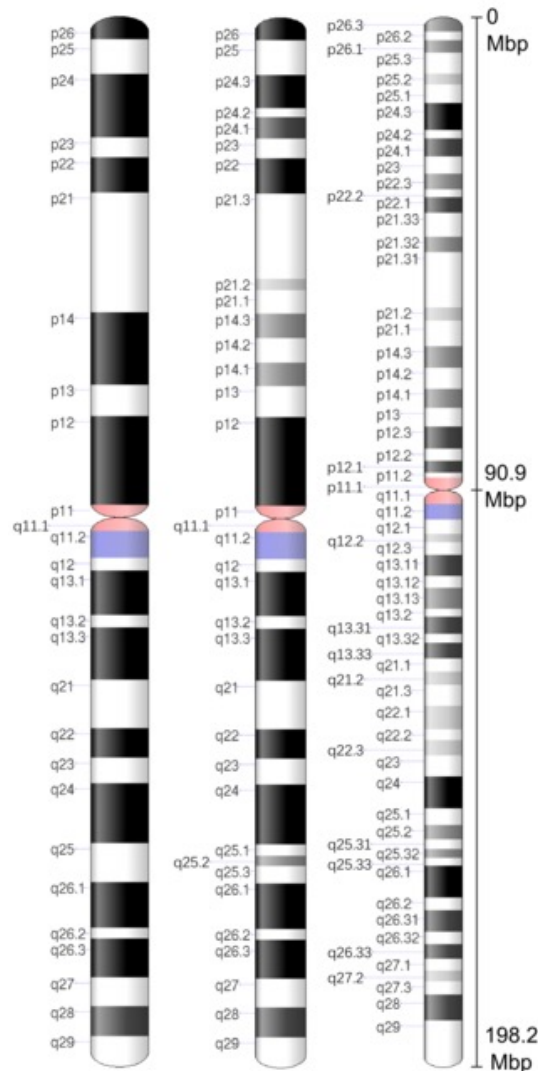 p26
p25
p24
p23
p22
p21
p14
p13
p12
p11
q11.1
q11.2
q12
q13.1
q13.2
q13.3
q21
q22
q23
q24
q25
q26.1
q26.2
q26.3
q27
q28
q29
p26
p25
p24.3
p24.2
p24.1
p23
p22
p21.3
p21.2
p21.1
p14.3
p14.2
p14.1
p13
p12
p11
q11.1
q11.2
q12
q13.1
q13.2
q13.3
q21
q22
q23
q24
q25.1
q25.2
q25.3
q26.1
q26.2
q26.3
q27
q28
q29
p26.3
p26.2
p26.1
p25.3
p25.2
p25.1
p24.3
p24.2
p24.1
p23
p22.3
p22.2
p22.1
p21.33
p21.32
p21.31
p21.2
p21.1
p14.3
p14.2
p14.1
p13
p12.3
p12.2
p12.1
p11.2
p11.1
q11.1
q11.2
q12.1
q12.2
q12.3
q13.11
q13.12
q13.13
q13.2
q13.31
q13.32
q13.33
q21.1
q21.2
q21.3
q22.1
q22.2
q22.3
q23
q24
q25.1
q25.2
q25.31
q25.32
q25.33
q26.1
q26.2
q26.31
q26.32
q26.33
q27.1
q27.2
q27.3
q28
q29
0
Mbp
90.9
Mbp
198.2
Mbp